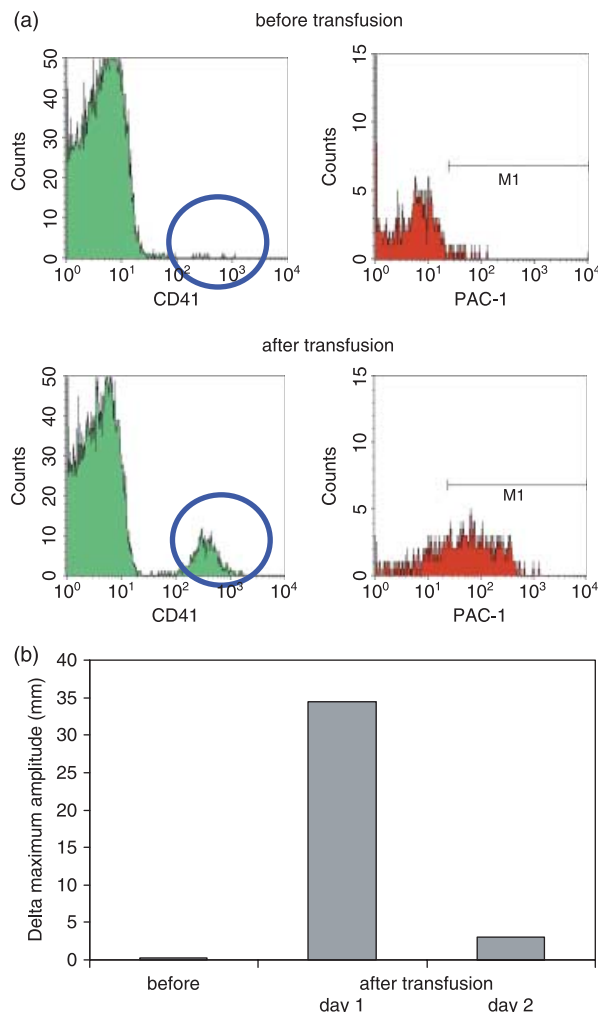 (a)
before transfusion
Counts
50
40
30
20
10
0
10⁰ 10¹ 10² 10³ 10⁴
CD41
Counts
15
10
5
0
M1
10⁰ 10¹ 10² 10³ 10⁴
PAC-1
after transfusion
Counts
50
40
30
20
10
0
10⁰ 10¹ 10² 10³ 10⁴
CD41
Counts
15
10
5
0
M1
10⁰ 10¹ 10² 10³ 10⁴
PAC-1
(b)
Delta maximum amplitude (mm)
40
35
30
25
20
15
10
5
0
before after transfusion
day 1 day 2